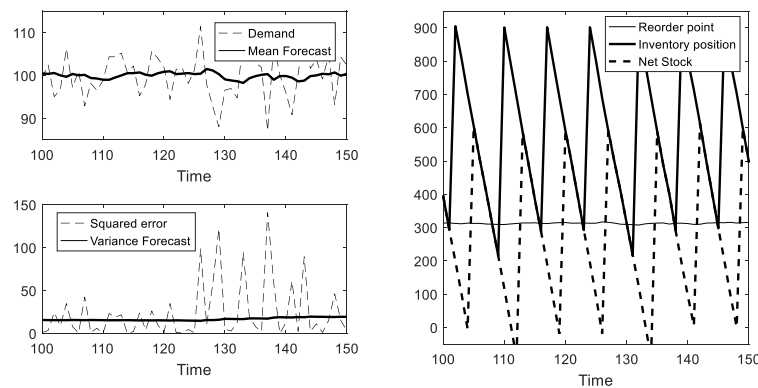 110
100
90
Demand
Mean Forecast
100 110 120 130 140 150
Time
150
100
50
0
Squared error
Variance Forecast
100 110 120 130 140 150
Time
900
800
700
600
500
400
300
200
100
0
Reorder point
Inventory position
Net Stock
100 110 120 130 140 150
Time